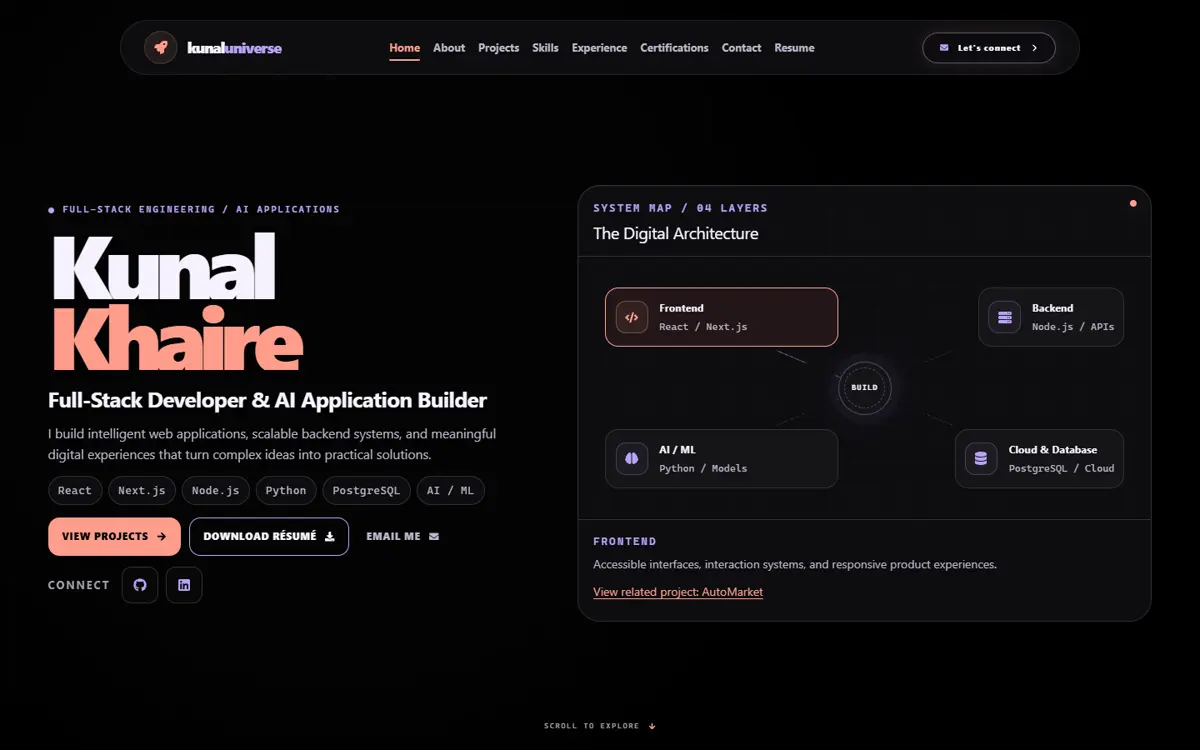 kunaluniverse
Home About Projects Skills Experience Certifications Contact Resume
Let's connect
FULL-STACK ENGINEERING / AI APPLICATIONS
Kunal
Khaire
Full-Stack Developer & AI Application Builder
I build intelligent web applications, scalable backend systems, and meaningful
digital experiences that turn complex ideas into practical solutions.
React Next.js Node.js Python PostgreSQL AI / ML
VIEW PROJECTS DOWNLOAD RÉSUMÉ EMAIL ME
CONNECT
SYSTEM MAP / 04 LAYERS
The Digital Architecture
Frontend
React / Next.js
Backend
Node.js / APIs
BUILD
AI / ML
Python / Models
Cloud & Database
PostgreSQL / Cloud
FRONTEND
Accessible interfaces, interaction systems, and responsive product experiences.
View related project: AutoMarket
SCROLL TO EXPLORE